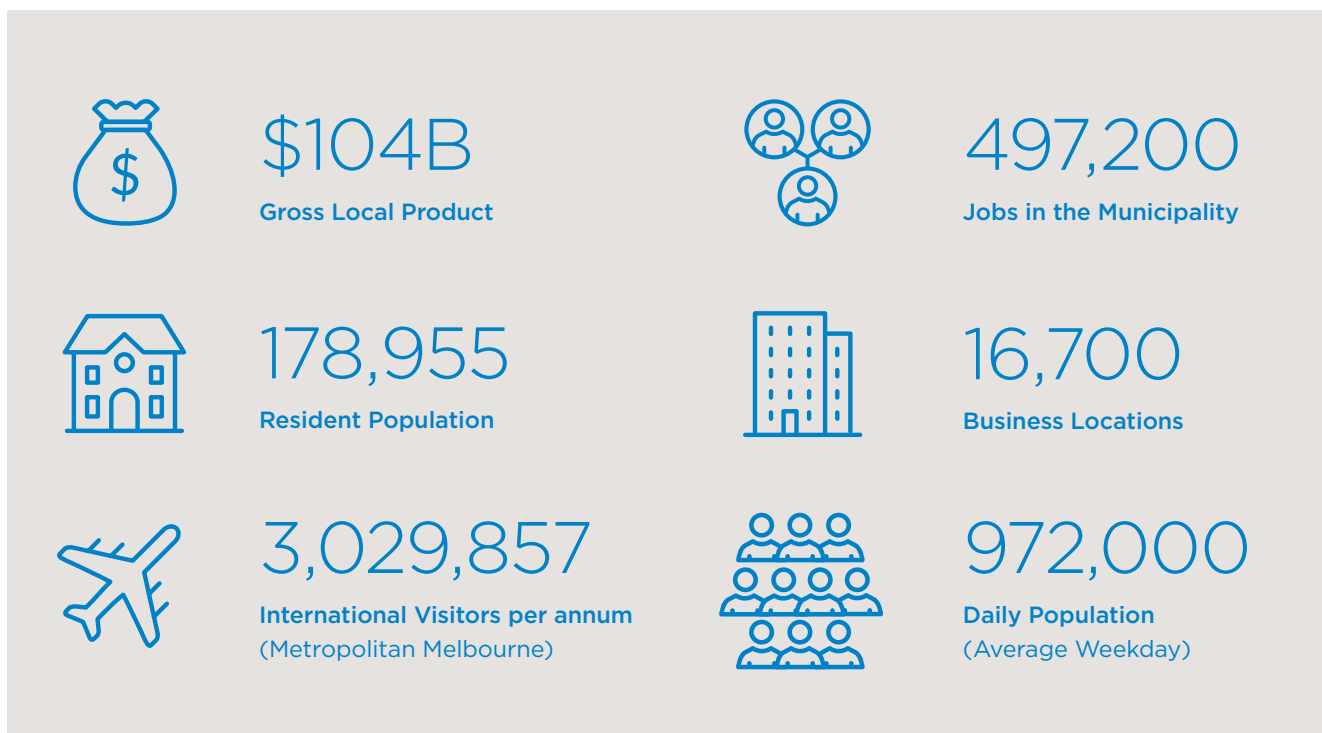 $
$104B
Gross Local Product
497,200
Jobs in the Municipality
178,955
Resident Population
16,700
Business Locations
3,029,857
International Visitors per annum
(Metropolitan Melbourne)
972,000
Daily Population
(Average Weekday)